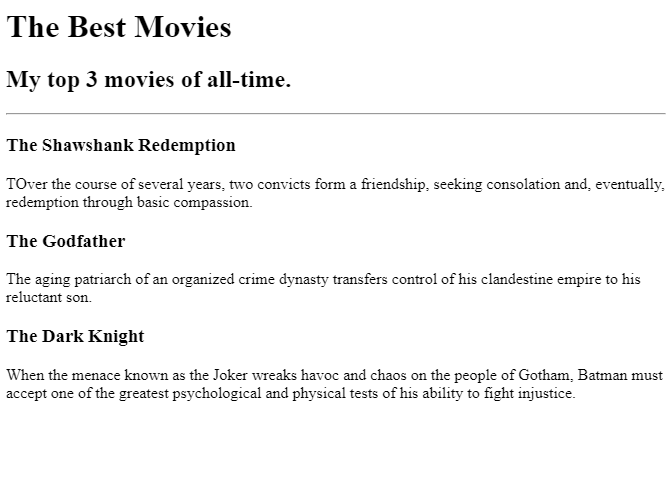 The Best Movies
My top 3 movies of all-time.
The Shawshank Redemption
TOver the course of several years, two convicts form a friendship, seeking consolation and, eventually,
redemption through basic compassion.
The Godfather
The aging patriarch of an organized crime dynasty transfers control of his clandestine empire to his
reluctant son.
The Dark Knight
When the menace known as the Joker wreaks havoc and chaos on the people of Gotham, Batman must
accept one of the greatest psychological and physical tests of his ability to fight injustice.